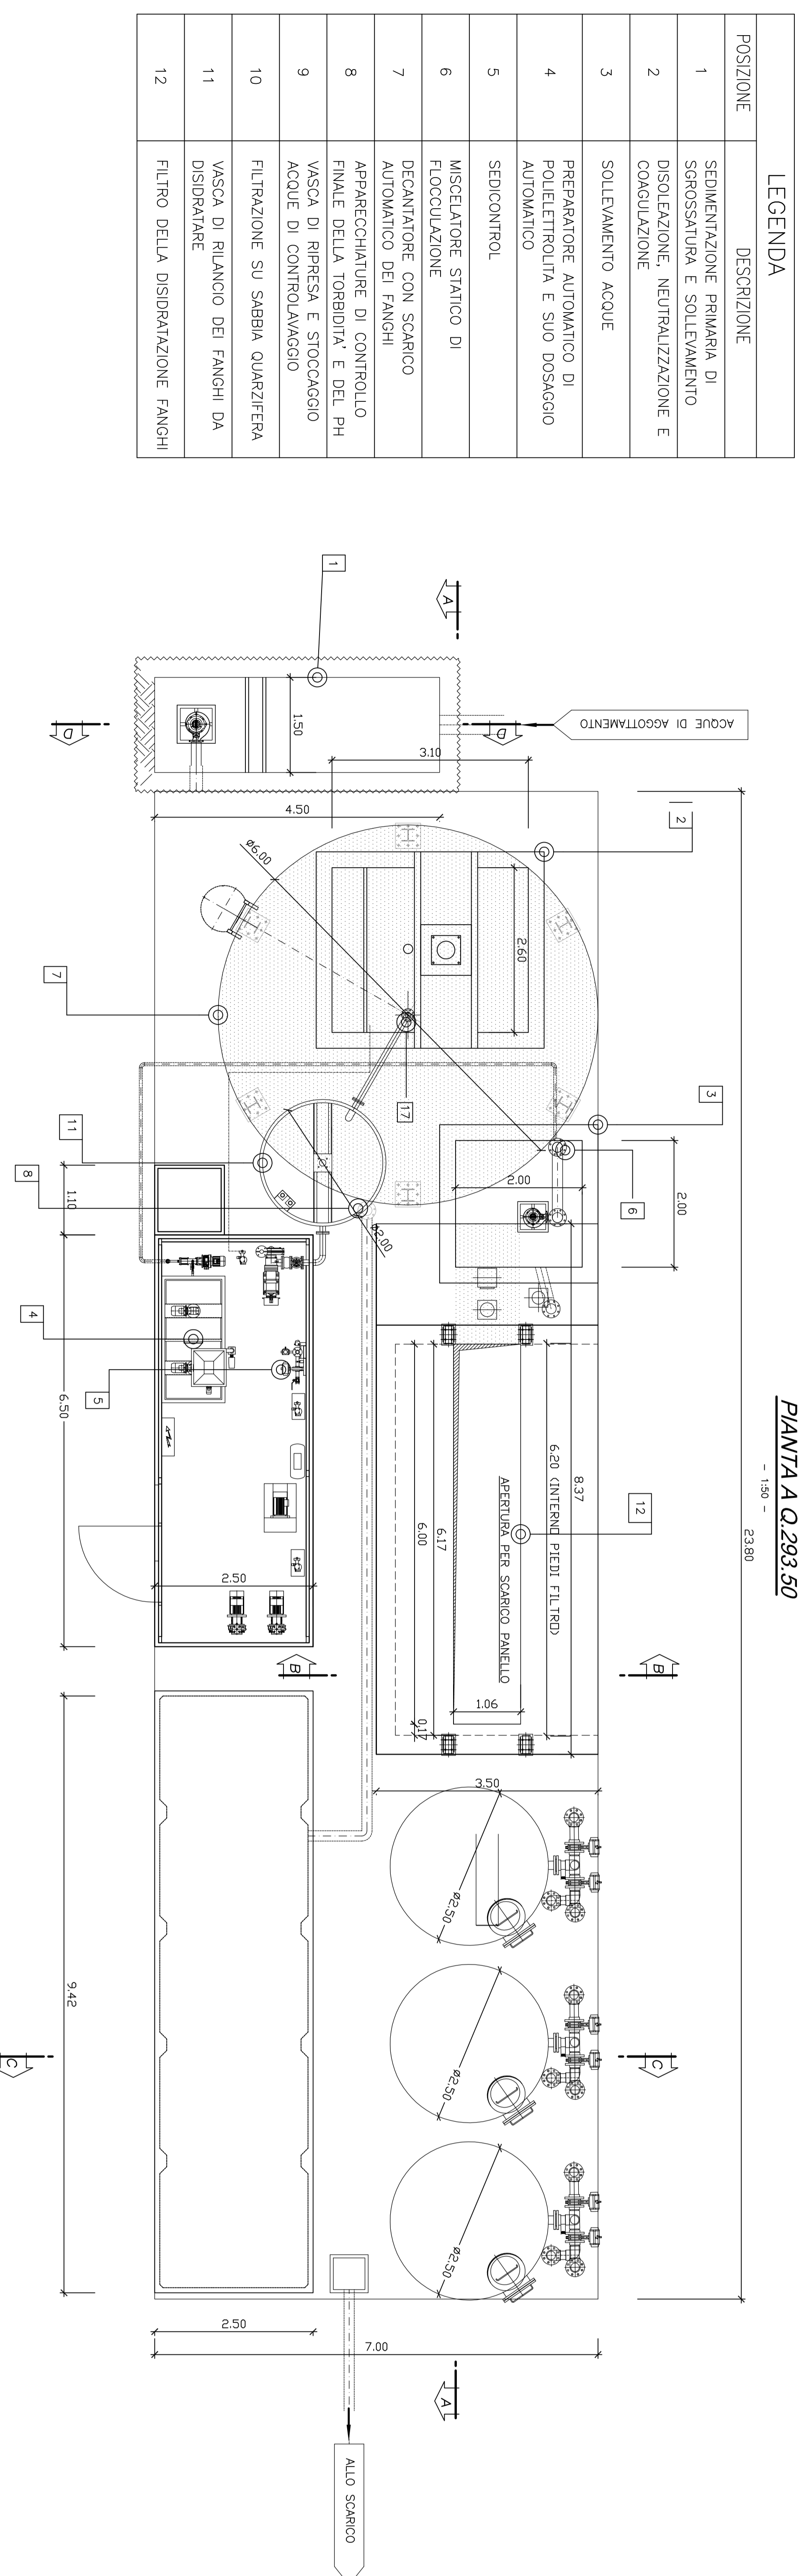 LEGENDA
POSIZIONE DESCRIZIONE
1 SEDIMENTAZIONE PRIMARIA DI
SGROSSATURA E SOLLEVAMENTO
2 DISOLEAZIONE, NEUTRALIZZAZIONE E
COAGULAZIONE
3 SOLLEVAMENTO ACQUE
4 PREPARATORE AUTOMATICO DI
POLIELETTROLITA E SUO DOSAGGIO
AUTOMATICO
5 SEDICONTROL
6 MISCELATORE STATICO DI
FLOCCULAZIONE
7 DECANTATORE CON SCARICO
AUTOMATICO DEI FANGHI
8 APPARECCHIATURE DI CONTROLLO
FINALE DELLA TORBIDITA' E DEL PH
9 VASCA DI RIPRESA E STOCCAGGIO
ACQUE DI CONTROLAVAGGIO
10 FILTRAZIONE SU SABBIA QUARZIFERA
11 VASCA DI RILANCIO DEI FANGHI DA
DISIDRATARE
12 FILTRO DELLA DISIDRATAZIONE FANGHI
PIANTA A Q.293.50
- 1:50 -
23.80
ACQUE DI AGGOTTAMENTO
1
A
D
D
1.50
3.10
4.50
2
Ø6.00
2.60
7
17
3
11
8
1.10
Ø2.00
2.00
2.00
6
4
5
6.50
2.50
8.37
6.20 (INTERNO PIEDI FILTRO)
APERTURA PER SCARICO PANELLO
6.17
6.00
12
1.06
0.17
B
B
3.50
Ø2.50
Ø2.50
Ø2.50
9.42
C
C
2.50
7.00
A
ALLO SCARICO